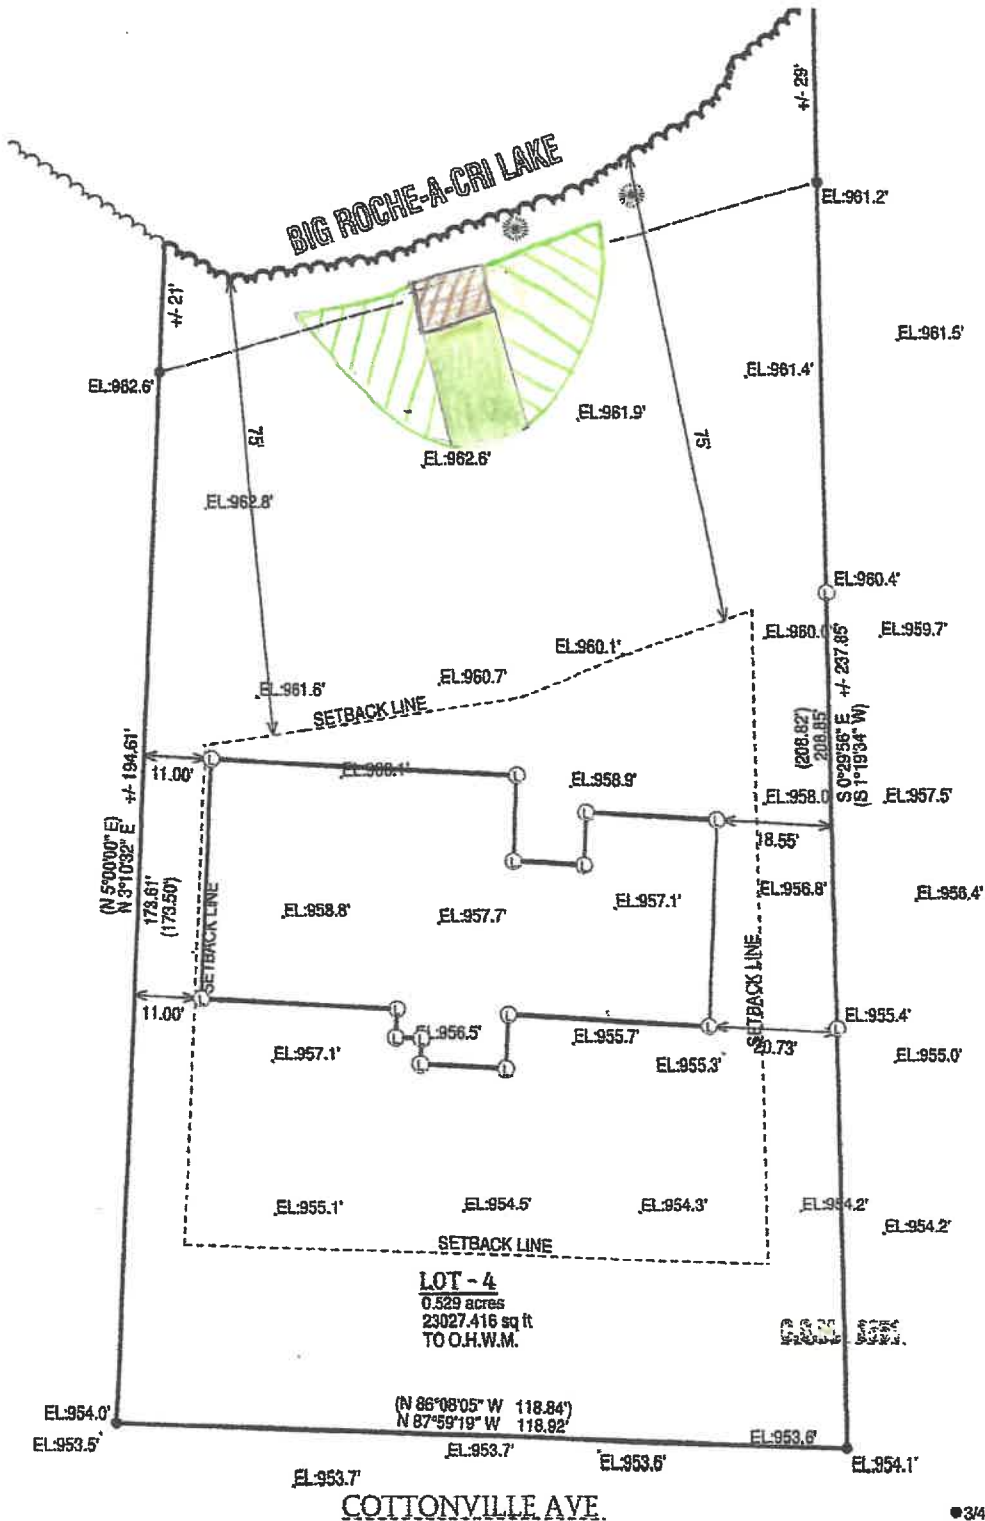 +/- 29'
BIG ROCHE-A-CRI LAKE
EL:961.2'
+/- 21'
EL:961.5'
EL:961.4'
EL:962.6'
EL:961.9'
75'
75'
EL:962.6'
EL:962.8'
EL:960.4'
EL:960.
EL:959.7'
EL:960.1'
EL:960.7'
EL:961.6'
SETBACK LINE
S 0°29'56" E +/- 237.85'
(S 1°19'34" W)
(208.82')
208.85'
11.00'
EL:958.9'
EL:958.0
EL:957.5'
18.55'
(N 5°00'00" E)
N 3°10'32" E +/- 194.61'
173.61'
(173.50')
EL:956.8'
EL:956.4'
EL:957.1'
EL:958.8'
EL:957.7'
SETBACK LINE
SETBACK LINE
11.00'
EL:955.4'
EL:956.5'
EL:955.7'
20.73'
EL:957.1'
EL:955.3'
EL:955.0'
EL:955.1'
EL:954.5'
EL:954.3'
EL:954.2'
EL:954.2'
SETBACK LINE
LOT - 4
0.529 acres
23027.416 sq ft
TO O.H.W.M.
(N 86°08'05" W 118.84')
N 87°59'19" W 118.92'
EL:954.0'
EL:953.5'
EL:953.6'
EL:953.7'
EL:953.6'
EL:954.1'
EL:953.7'
COTTONVILLE AVE.
3/4